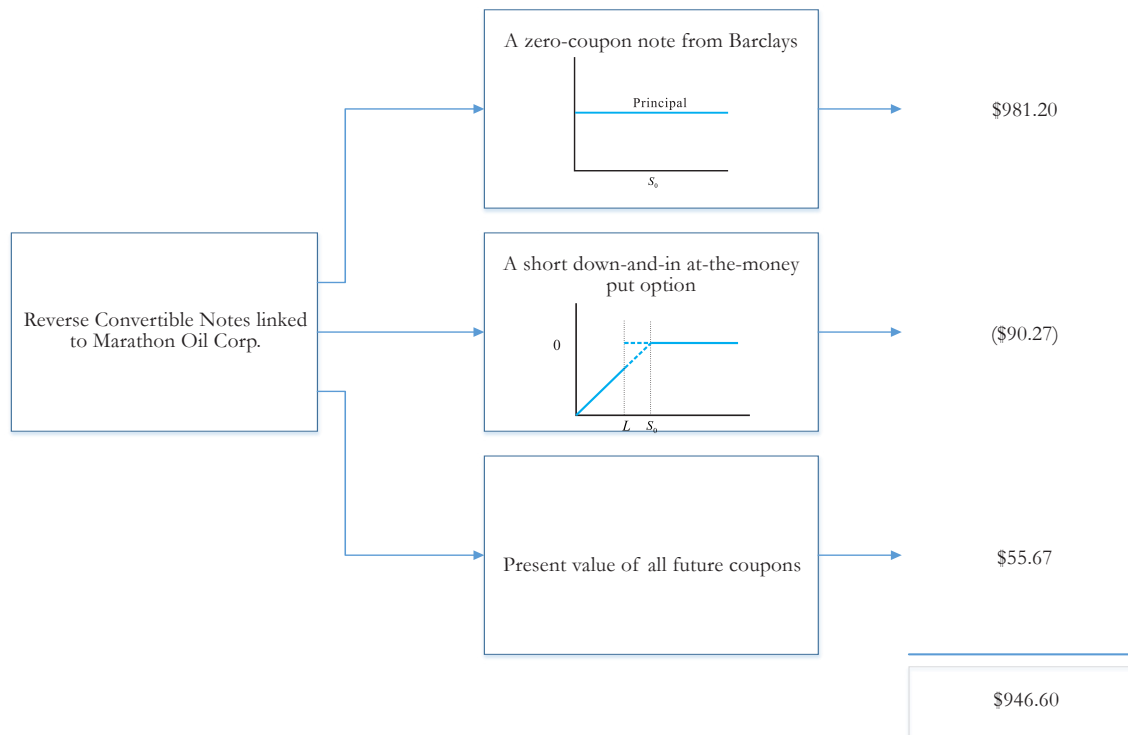 A zero-coupon note from Barclays
Principal
S₀
$981.20
Reverse Convertible Notes linked
to Marathon Oil Corp.
A short down-and-in at-the-money
put option
0
L S₀
($90.27)
Present value of all future coupons
$55.67
$946.60